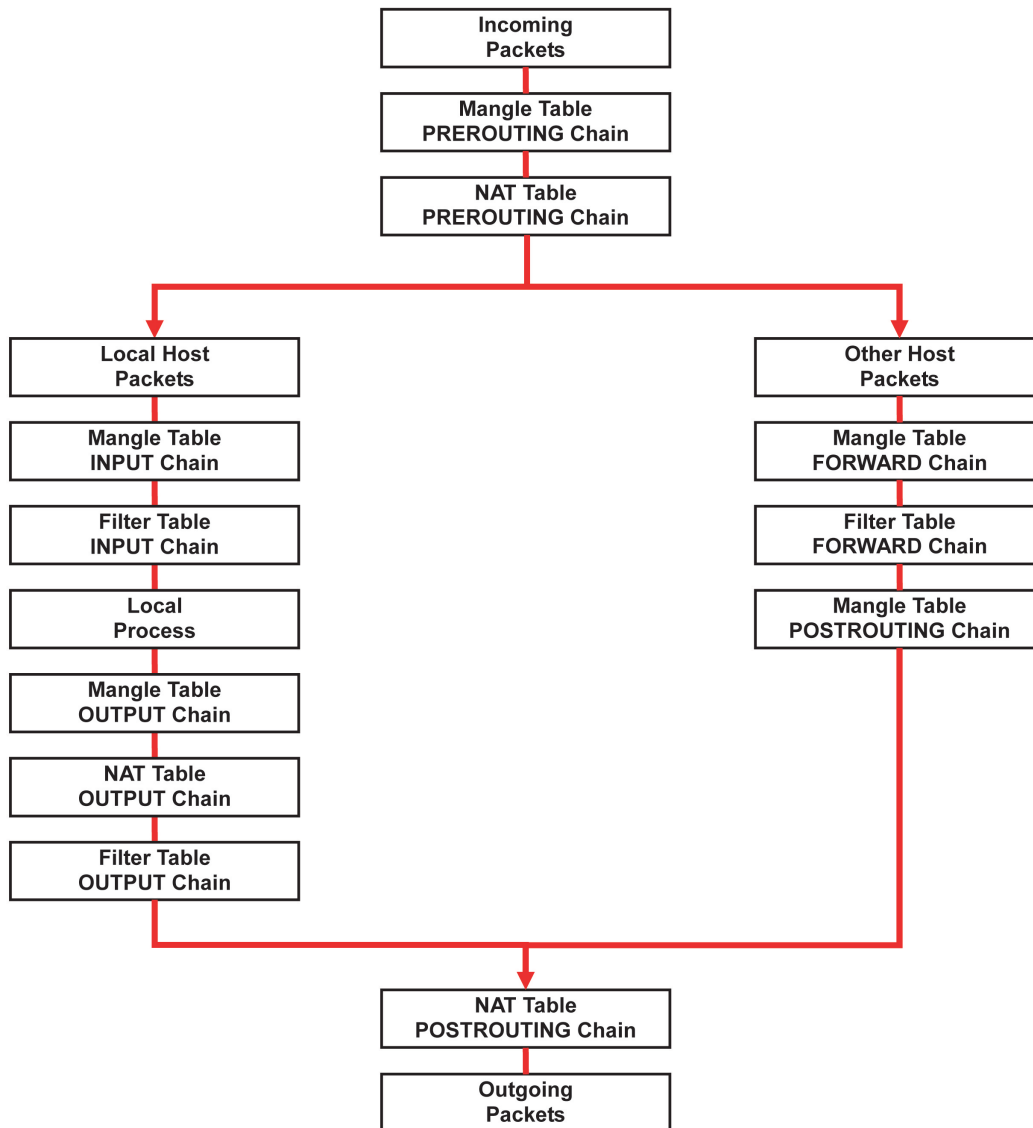 Incoming
Packets
Mangle Table
PREROUTING Chain
NAT Table
PREROUTING Chain
Local Host
Packets
Mangle Table
INPUT Chain
Filter Table
INPUT Chain
Local
Process
Mangle Table
OUTPUT Chain
NAT Table
OUTPUT Chain
Filter Table
OUTPUT Chain
Other Host
Packets
Mangle Table
FORWARD Chain
Filter Table
FORWARD Chain
Mangle Table
POSTROUTING Chain
NAT Table
POSTROUTING Chain
Outgoing
Packets